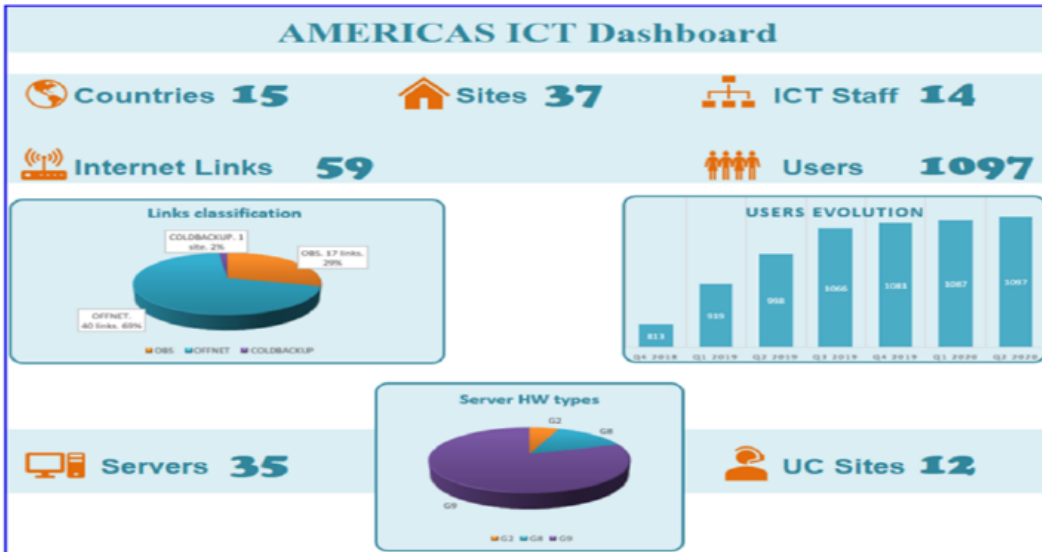 AMERICAS ICT Dashboard
Countries 15
Sites 37
ICT Staff 14
Internet Links 59
Users 1097
Links classification
COLDBACKUP. 1
site. 2%
OBS. 17 links.
29%
OFFNET.
40 links. 69%
OBS OFFNET COLDBACKUP
USERS EVOLUTION
813 939 998 1066 1081 1087 1097
Q4 2018 Q1 2019 Q2 2019 Q3 2019 Q4 2019 Q1 2020 Q2 2020
Server HW types
G2
G8
G9
G2 G8 G9
Servers 35
UC Sites 12